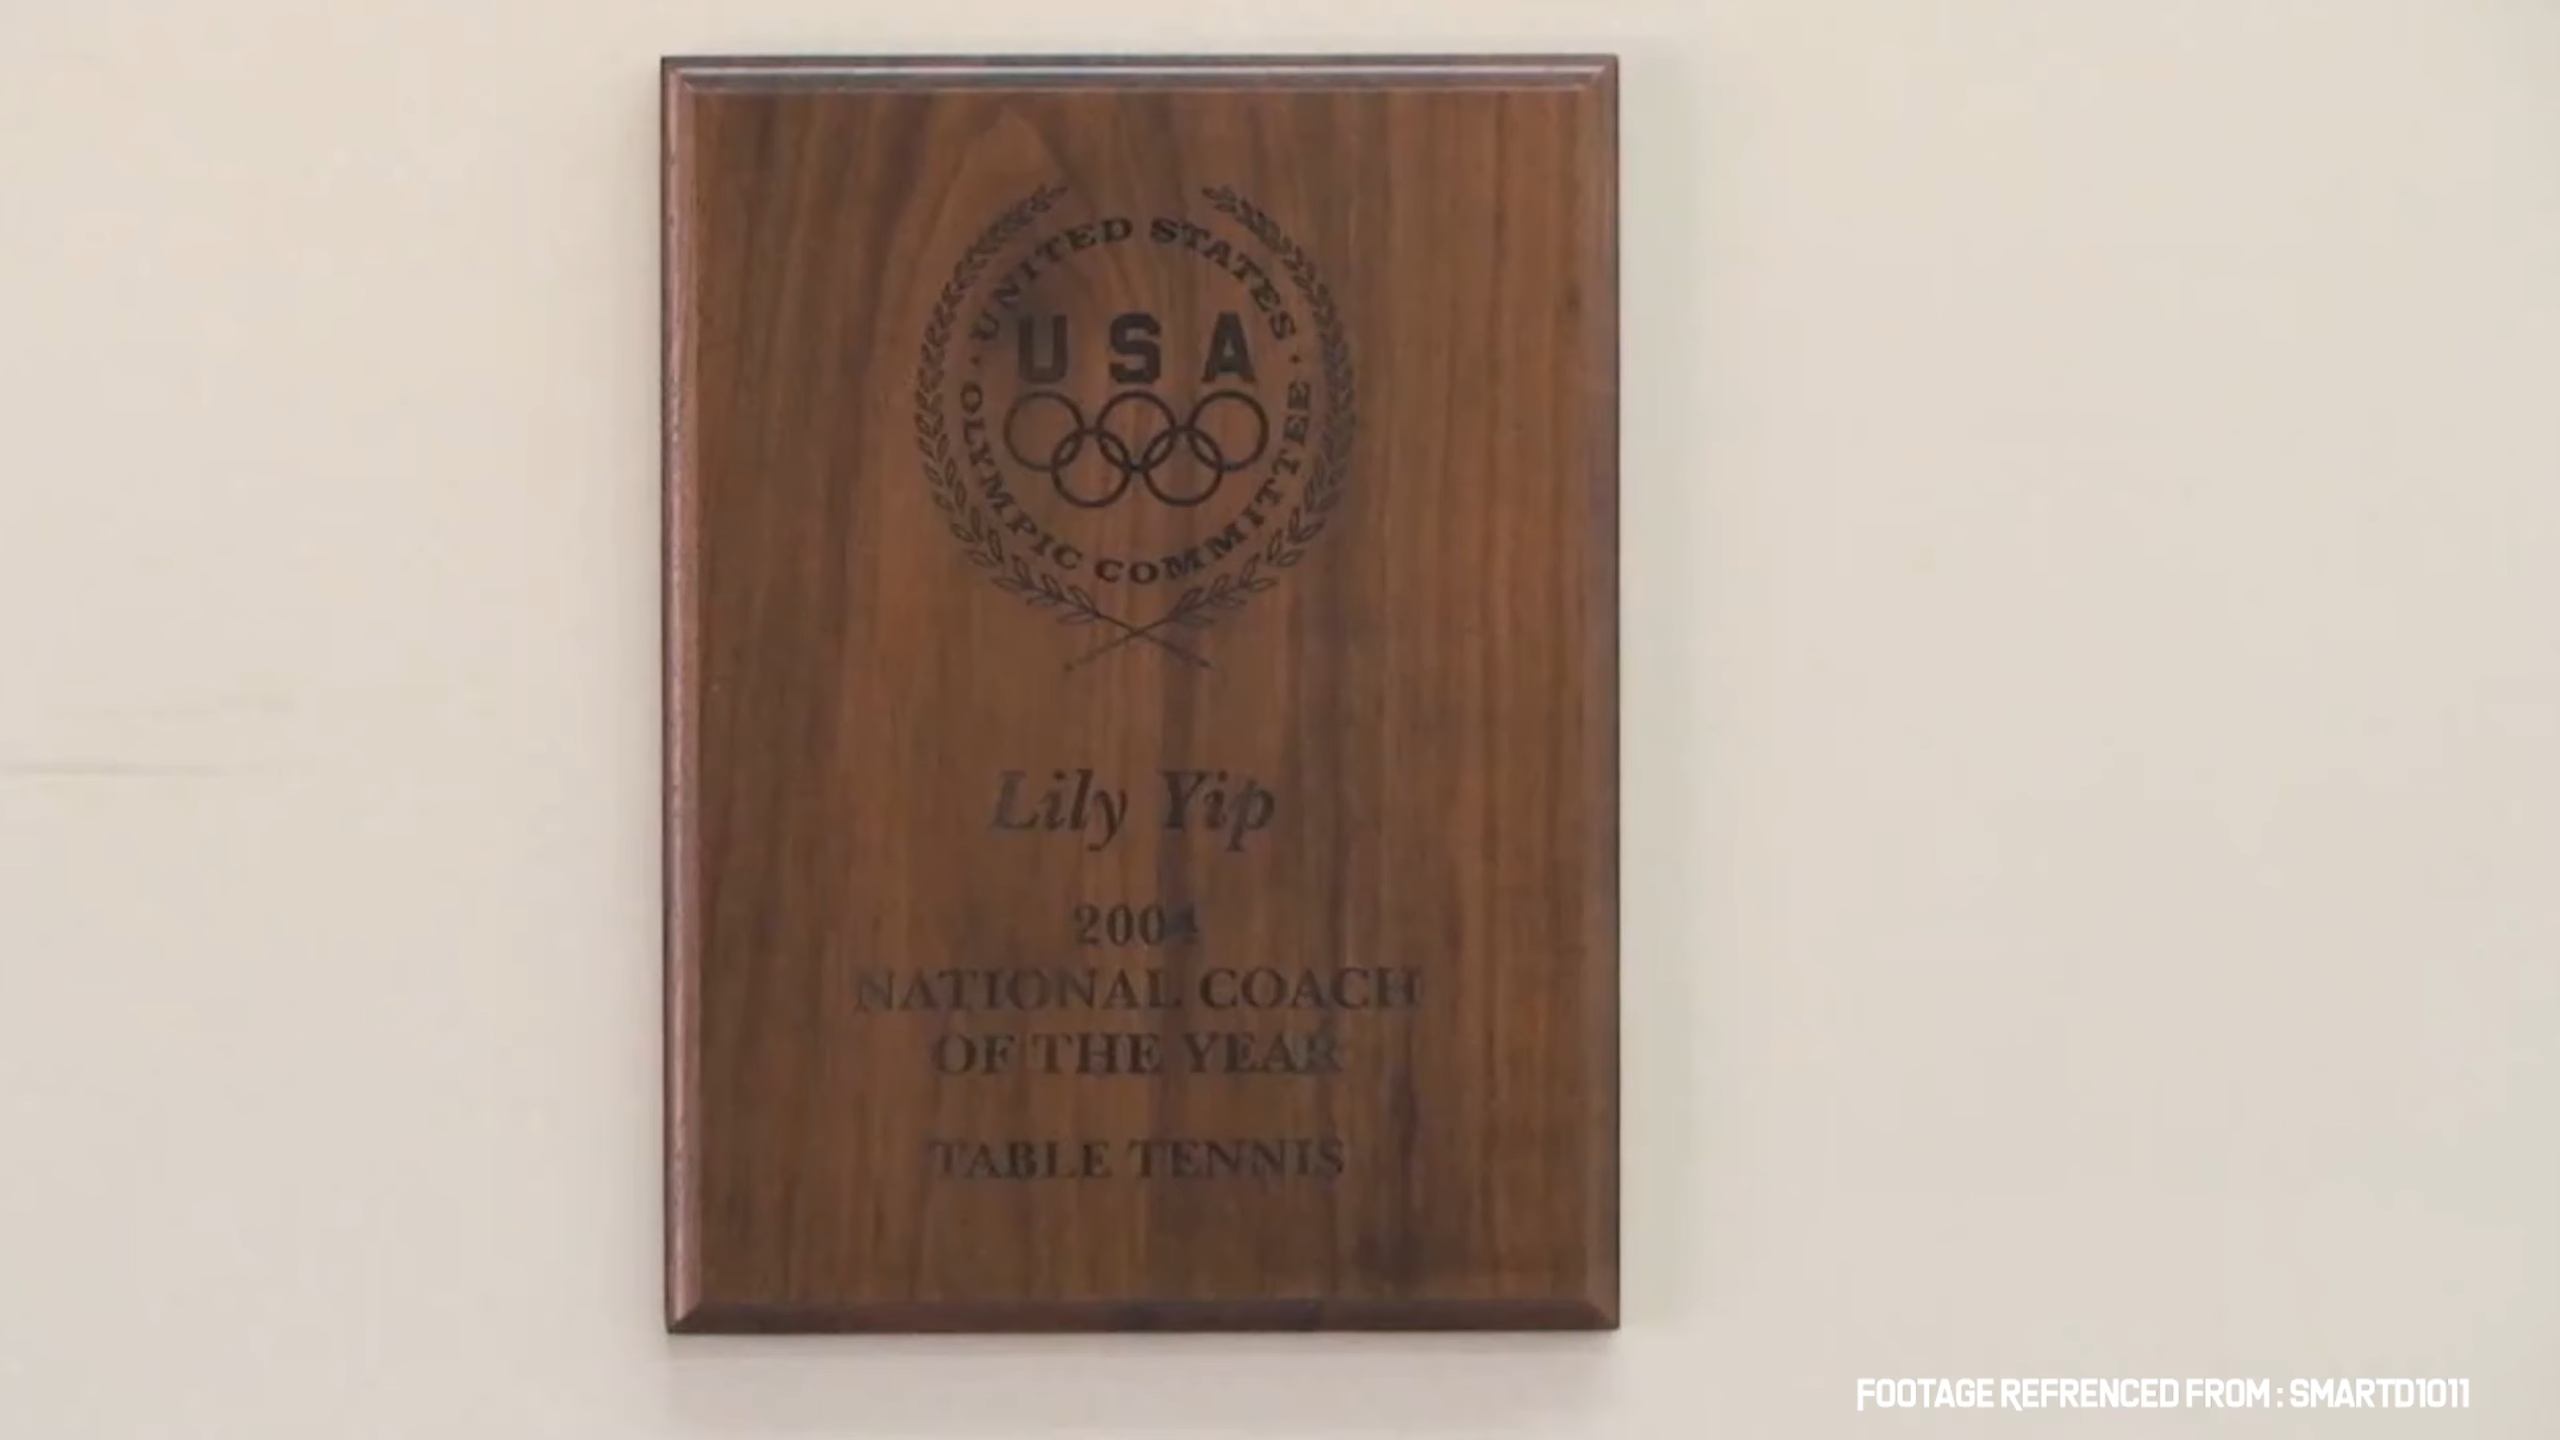 UNITED STATES
USA
OLYMPIC COMMITTEE
Lily Yip
2004
NATIONAL COACH
OF THE YEAR
TABLE TENNIS
FOOTAGE REFRENCED FROM : SMARTD1011